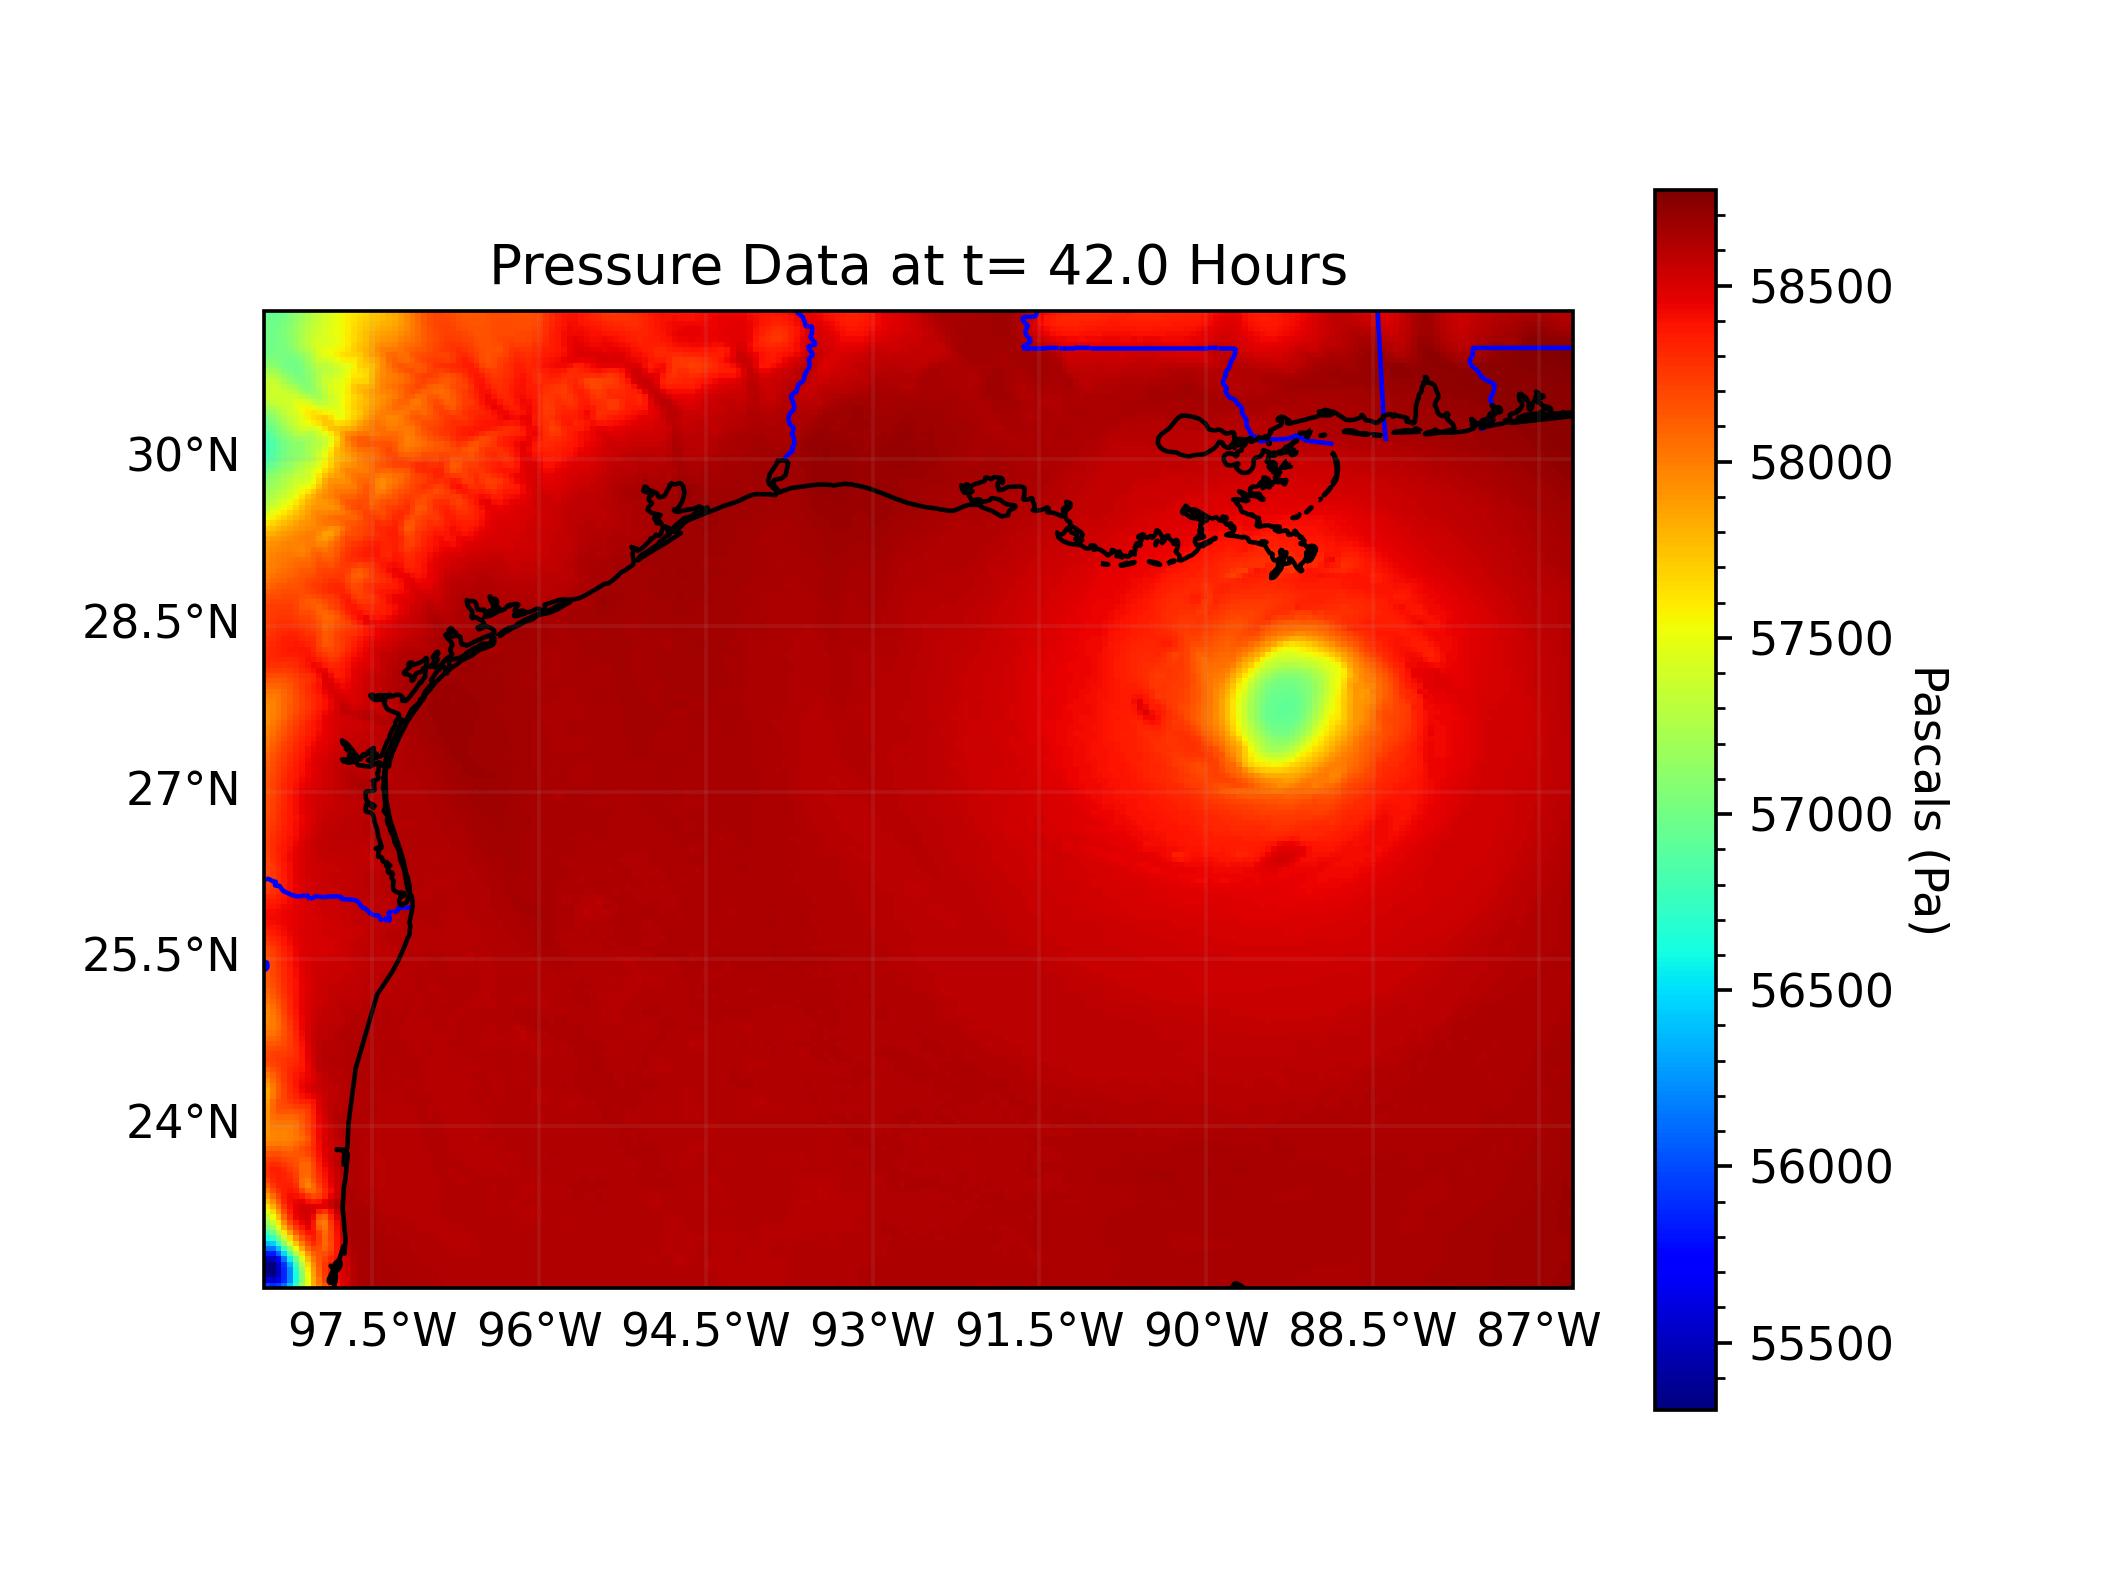 Pressure Data at t= 42.0 Hours
30°N
28.5°N
27°N
25.5°N
24°N
97.5°W 96°W 94.5°W 93°W 91.5°W 90°W 88.5°W 87°W
58500
58000
57500
57000
56500
56000
55500
Pascals (Pa)